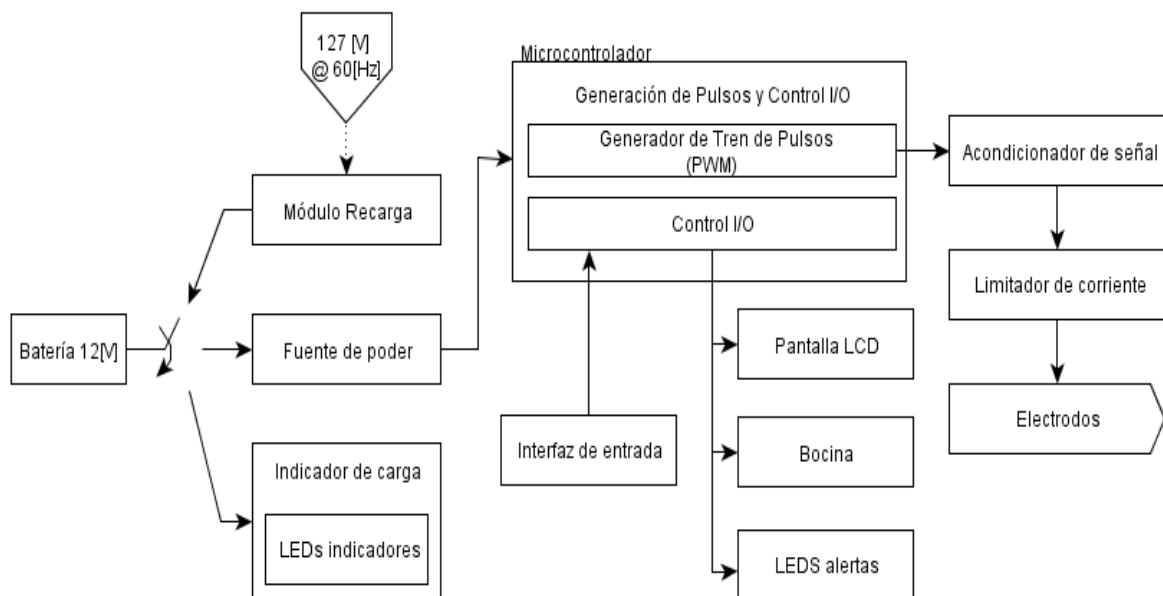 127 [V]
@ 60[Hz]
Microcontrolador
Generación de Pulsos y Control I/O
Generador de Tren de Pulsos
(PWM)
Acondicionador de señal
Módulo Recarga
Control I/O
Limitador de corriente
Batería 12[V]
Fuente de poder
Pantalla LCD
Electrodos
Interfaz de entrada
Bocina
Indicador de carga
LEDs indicadores
LEDS alertas